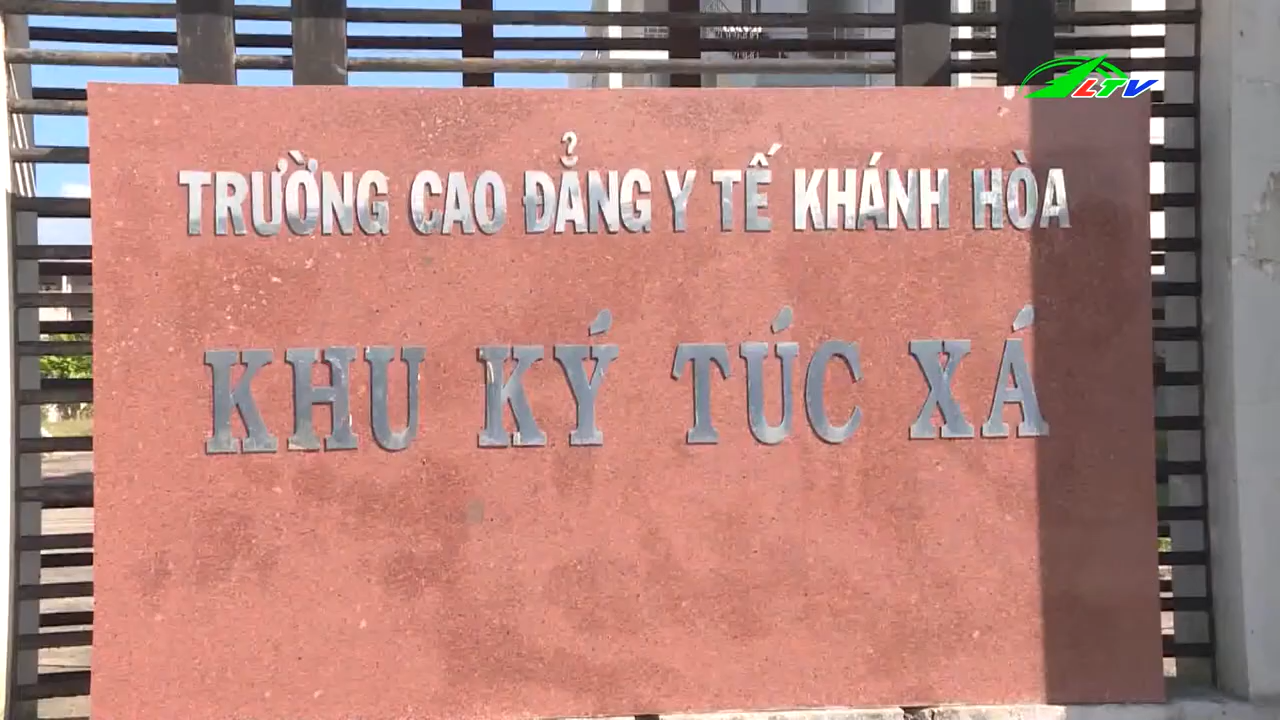 LTV
TRƯỜNG CAO ĐẲNG Y TẾ KHÁNH HÒA
KHU KÝ TÚC XÁ